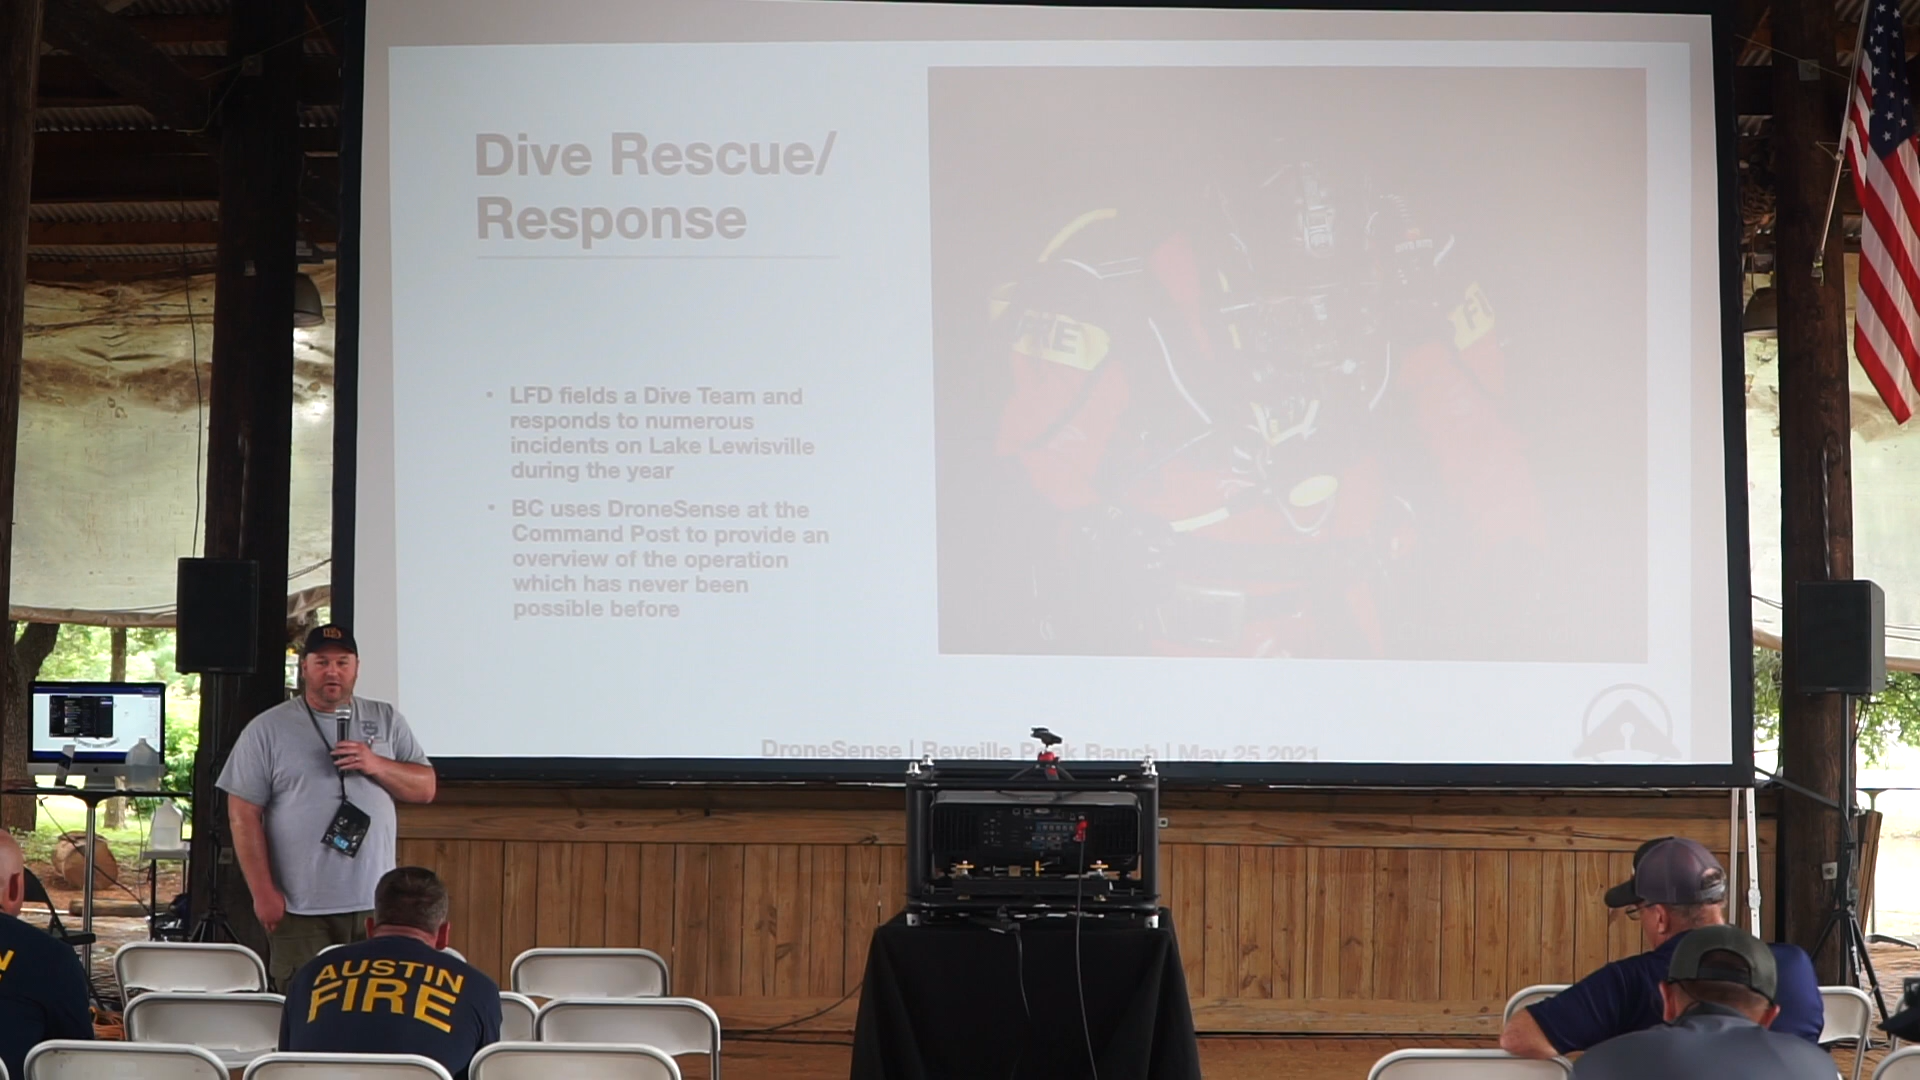 Dive Rescue/
Response
• LFD fields a Dive Team and
responds to numerous
incidents on Lake Lewisville
during the year
• BC uses DroneSense at the
Command Post to provide an
overview of the operation
which has never been
possible before
DroneSense | Reveille Peak Ranch | May 25 2021
AUSTIN
FIRE